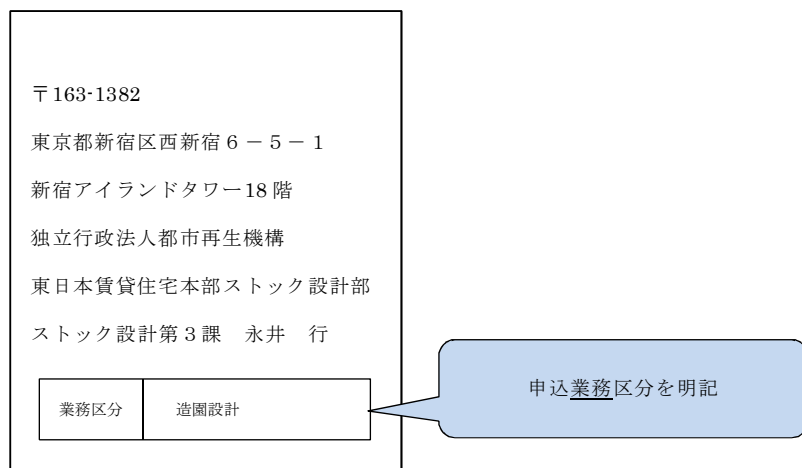 〒163-1382
東京都新宿区西新宿６－５－１
新宿アイランドタワー18 階
独立行政法人都市再生機構
東日本賃貸住宅本部ストック設計部
ストック設計第３課　永井　行
業務区分　造園設計
申込業務区分を明記